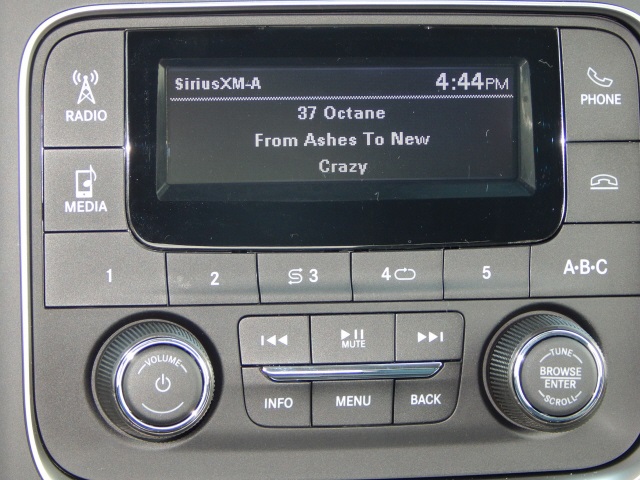 SiriusXM-A 4:44PM
37 Octane
From Ashes To New
Crazy
RADIO
PHONE
MEDIA
1 2 3 4 5 A·B·C
VOLUME
MUTE
TUNE
BROWSE
ENTER
SCROLL
INFO MENU BACK